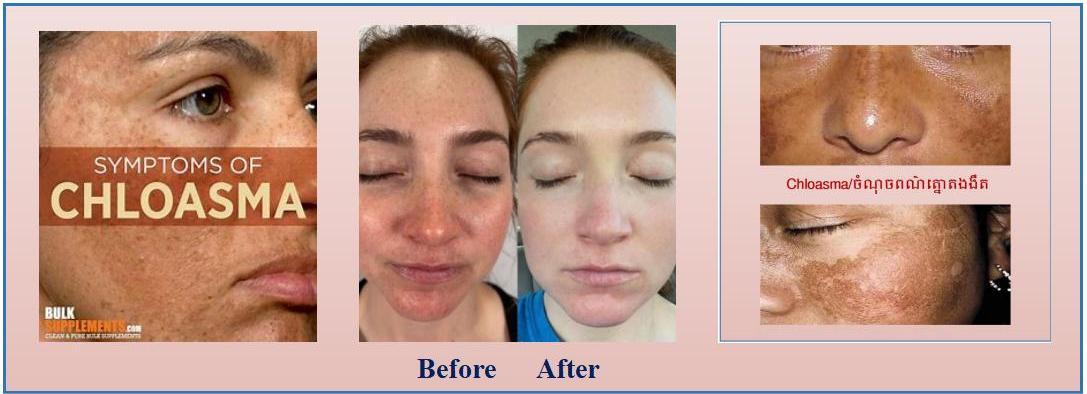 SYMPTOMS OF
CHLOASMA
BULK
SUPPLEMENTS.COM
CLEAN & PURE BULK SUPPLEMENTS
Before After
Chloasma/ចំណុចពណ៌ត្នោតងងឹត